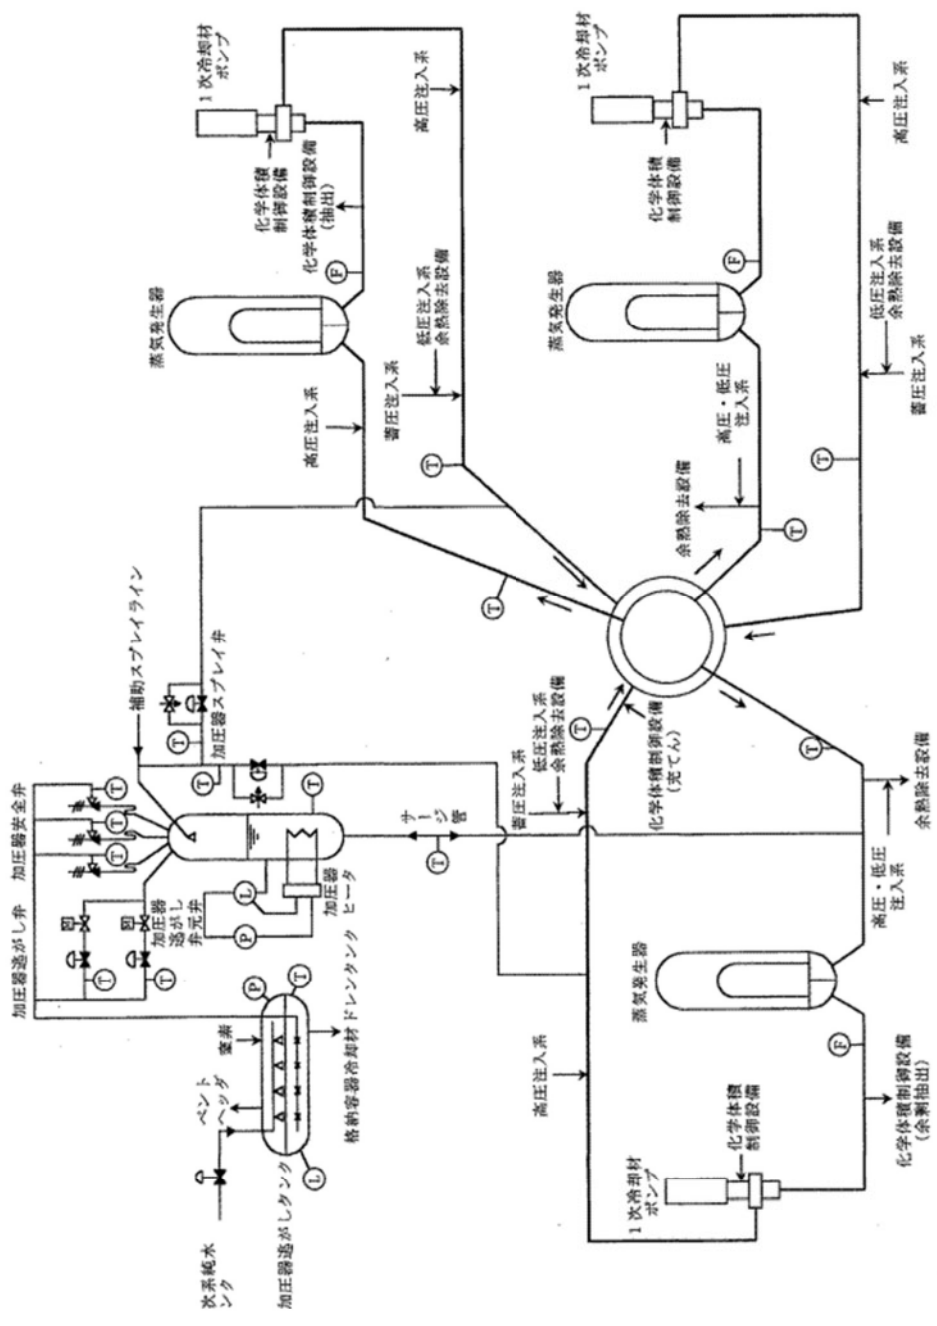 1次冷却材
ポンプ
化学体積
制御設備
化学体積制御設備
(抽出)
F
蒸気発生器
高圧注入系
高圧注入系
蓄圧注入系
低圧注入系
余熱除去設備
T
T
1次冷却材
ポンプ
化学体積
制御設備
F
蒸気発生器
高圧注入系
低圧注入系
余熱除去設備
蓄圧注入系
高圧・低圧
注入系
余熱除去設備
T
T
補助スプレイライン
加圧器スプレイ弁
T
T
T
加圧器安全弁
T
T
T
加圧器逃がし弁
加圧器
逃がし
弁元弁
T
T
L
P
加圧器
ヒータ
サージ管
T
P
T
L
窒素
ベント
ヘッダ
格納容器冷却材ドレンタンク
加圧器逃がしタンク
次系純水
ンク
蓄圧注入系
低圧注入系
余熱除去設備
化学体積制御設備
(充てん)
T
T
余熱除去設備
高圧・低圧
注入系
蒸気発生器
F
高圧注入系
化学体積
制御設備
1次冷却材
ポンプ
化学体積制御設備
(余剰抽出)